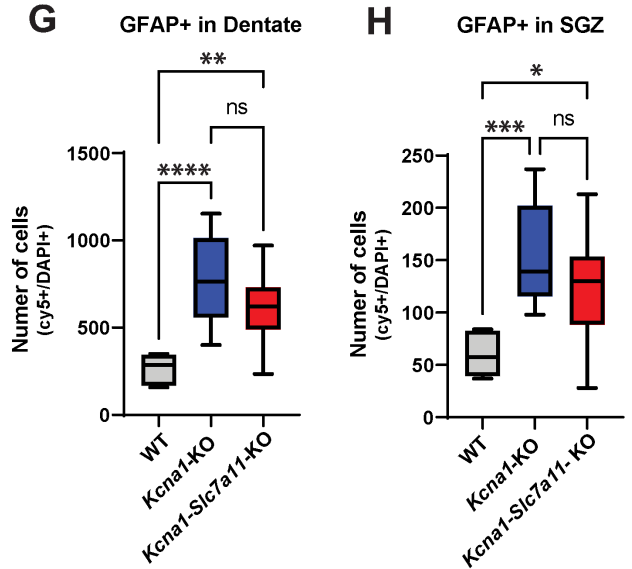 G
GFAP+ in Dentate
**
ns
****
1500
1000
500
0
Numer of cells
(cy5+/DAPI+)
WT
Kcna1-KO
Kcna1-Slc7a11-KO
H
GFAP+ in SGZ
*
ns
***
250
200
150
100
50
0
Numer of cells
(cy5+/DAPI+)
WT
Kcna1-KO
Kcna1-Slc7a11- KO